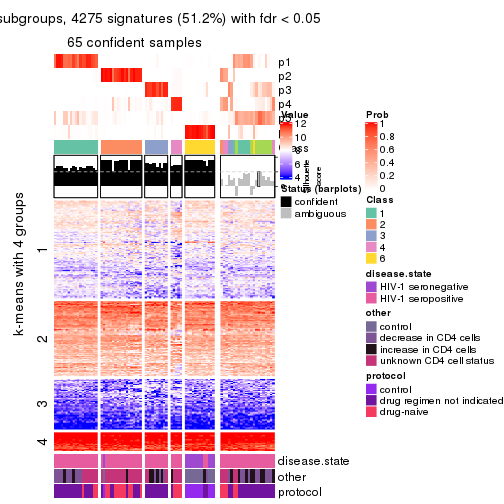 subgroups, 4275 signatures (51.2%) with fdr < 0.05
65 confident samples
p1
p2
p3
p4
Value
12
10
8
6
4
Silhouette
score
Status (barplots)
confident
ambiguous
Prob
1
0.8
0.6
0.4
0.2
0
Class
1
2
3
4
6
disease.state
HIV-1 seronegative
HIV-1 seropositive
other
control
decrease in CD4 cells
increase in CD4 cells
unknown CD4 cell status
protocol
control
drug regimen not indicated
drug-naive
k-means with 4 groups
1
2
3
4
disease.state
other
protocol